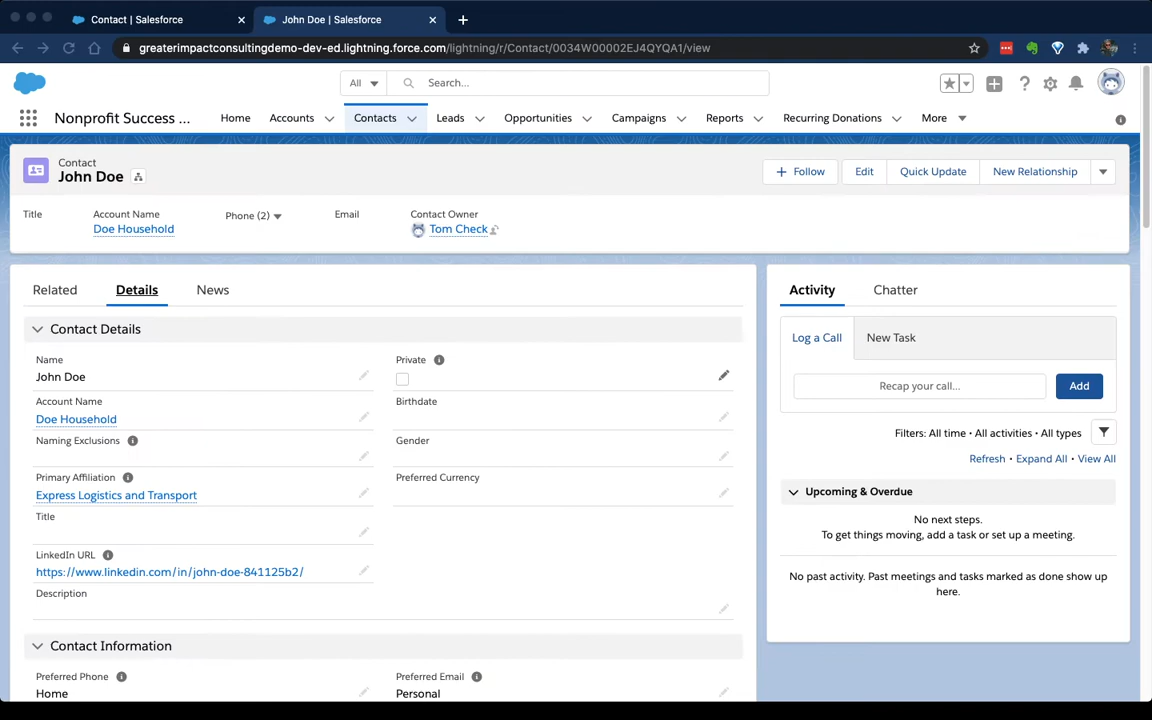 Contact | Salesforce
John Doe | Salesforce
greaterimpactconsultingdemo-dev-ed.lightning.force.com/lightning/r/Contact/0034W00002EJ4QYQA1/view
All
Search...
Nonprofit Success ...
Home
Accounts
Contacts
Leads
Opportunities
Campaigns
Reports
Recurring Donations
More
Contact
John Doe
Follow
Edit
Quick Update
New Relationship
Title
Account Name
Phone (2)
Email
Contact Owner
Doe Household
Tom Check
Related
Details
News
Contact Details
Name
John Doe
Private
Account Name
Doe Household
Birthdate
Naming Exclusions
Gender
Primary Affiliation
Express Logistics and Transport
Preferred Currency
Title
LinkedIn URL
https://www.linkedin.com/in/john-doe-841125b2/
Description
Contact Information
Preferred Phone
Home
Preferred Email
Personal
Activity
Chatter
Log a Call
New Task
Recap your call...
Add
Filters: All time • All activities • All types
Refresh • Expand All • View All
Upcoming & Overdue
No next steps.
To get things moving, add a task or set up a meeting.
No past activity. Past meetings and tasks marked as done show up
here.